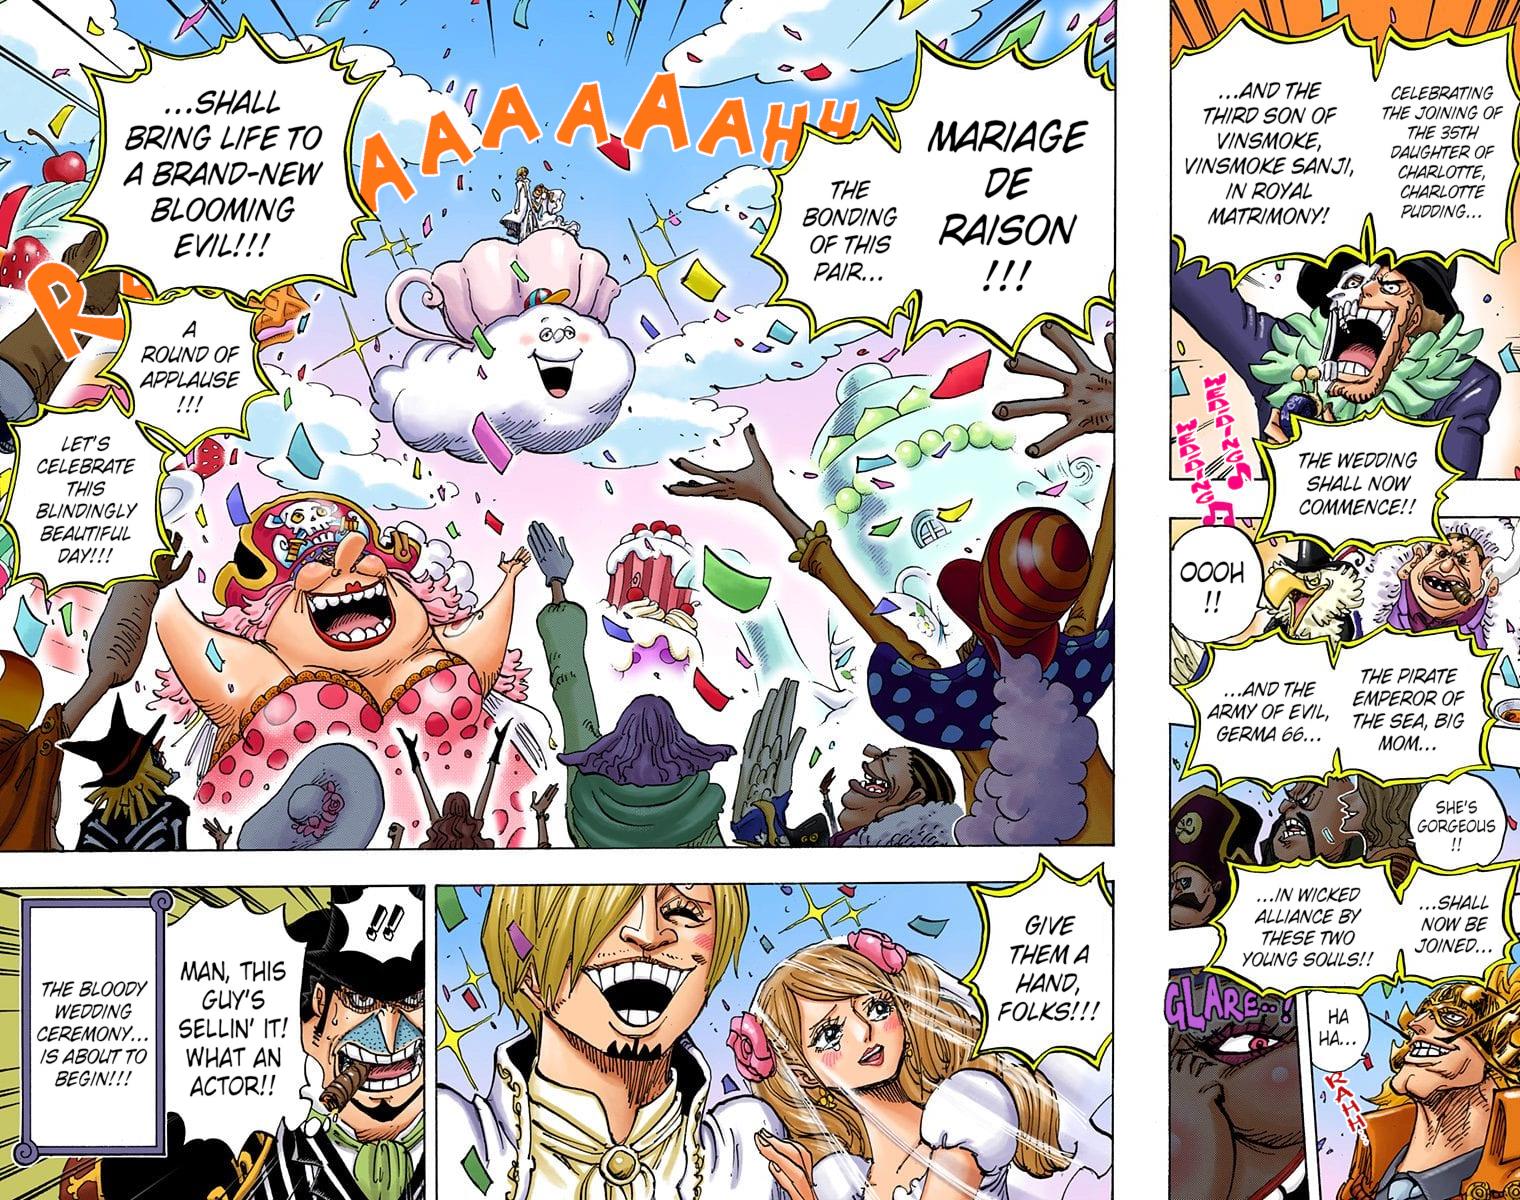 CELEBRATING
THE JOINING OF
THE 35TH
DAUGHTER OF
CHARLOTTE,
CHARLOTTE
PUDDING...
...AND THE
THIRD SON OF
VINSMOKE,
VINSMOKE SANJI,
IN ROYAL
MATRIMONY!
WEDDING♪
WEDDING♫
THE WEDDING
SHALL NOW
COMMENCE!!
OOOH
!!
THE PIRATE
EMPEROR OF
THE SEA, BIG
MOM...
...AND THE
ARMY OF EVIL,
GERMA 66...
SHE'S
GORGEOUS
!!
...SHALL
NOW BE
JOINED...
...IN WICKED
ALLIANCE BY
THESE TWO
YOUNG SOULS!!
HA
HA...
RAHH
GLARE...!
MARIAGE
DE
RAISON
!!!
THE
BONDING
OF THIS
PAIR...
...SHALL
BRING LIFE TO
A BRAND-NEW
BLOOMING
EVIL!!!
A
ROUND OF
APPLAUSE
!!!
LET'S
CELEBRATE
THIS
BLINDINGLY
BEAUTIFUL
DAY!!!
GIVE
THEM A
HAND,
FOLKS!!!
!!
MAN, THIS
GUY'S
SELLIN' IT!
WHAT AN
ACTOR!!
THE BLOODY
WEDDING
CEREMONY...
IS ABOUT TO
BEGIN!!!